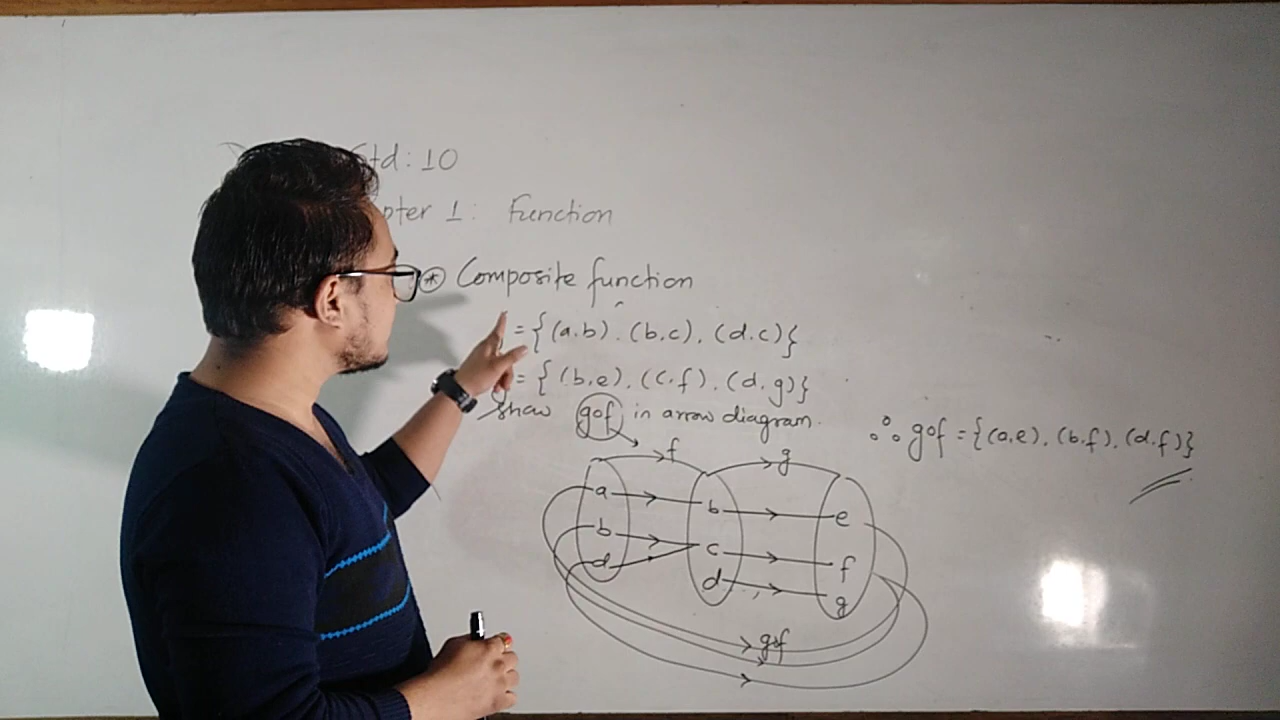 Std: 10
pter 1: Function
* Composite function
= {(a.b). (b.c). (d.c)}
g = {(b.e). (c.f). (d.g)}
Show gof in arrow diagram.
∴ gof = {(a.e). (b.f). (d.f)}
f g
a b e
b c f
d d g
gof